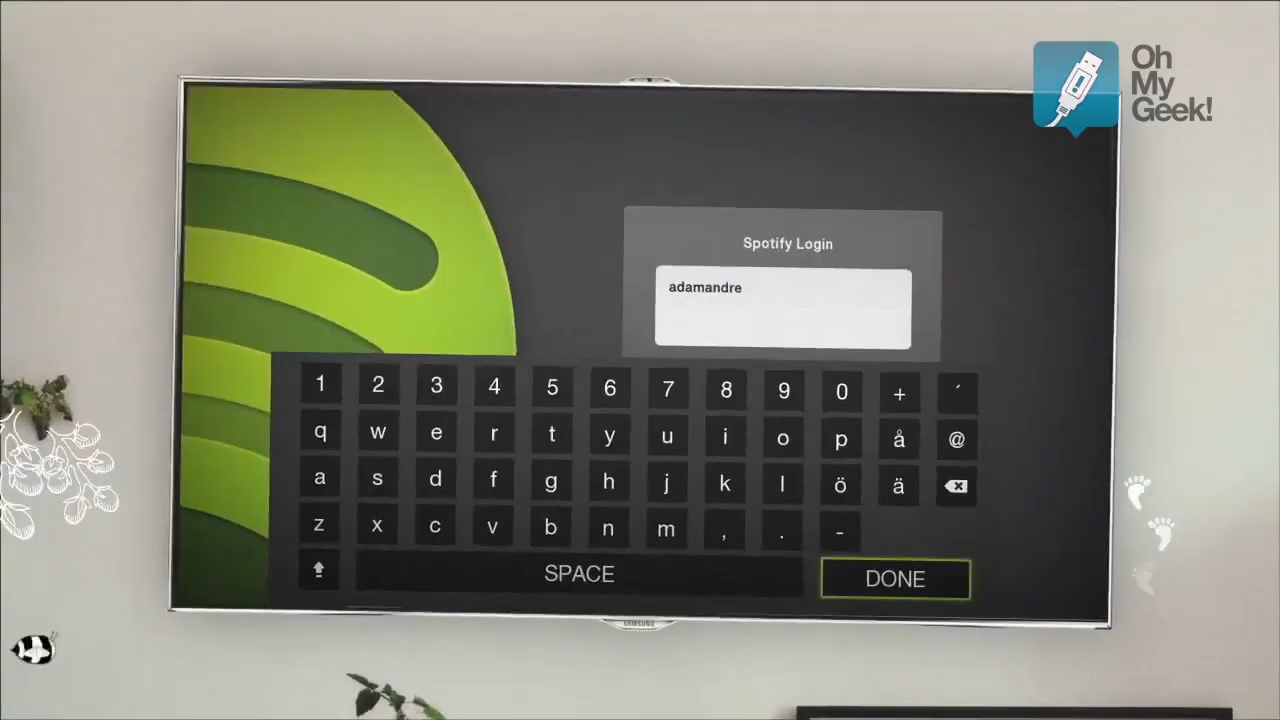 Oh
My
Geek!
Spotify Login
adamandre
1 2 3 4 5 6 7 8 9 0 + ´
q w e r t y u i o p å @
a s d f g h j k l ö ä
z x c v b n m , . -
SPACE DONE
SAMSUNG